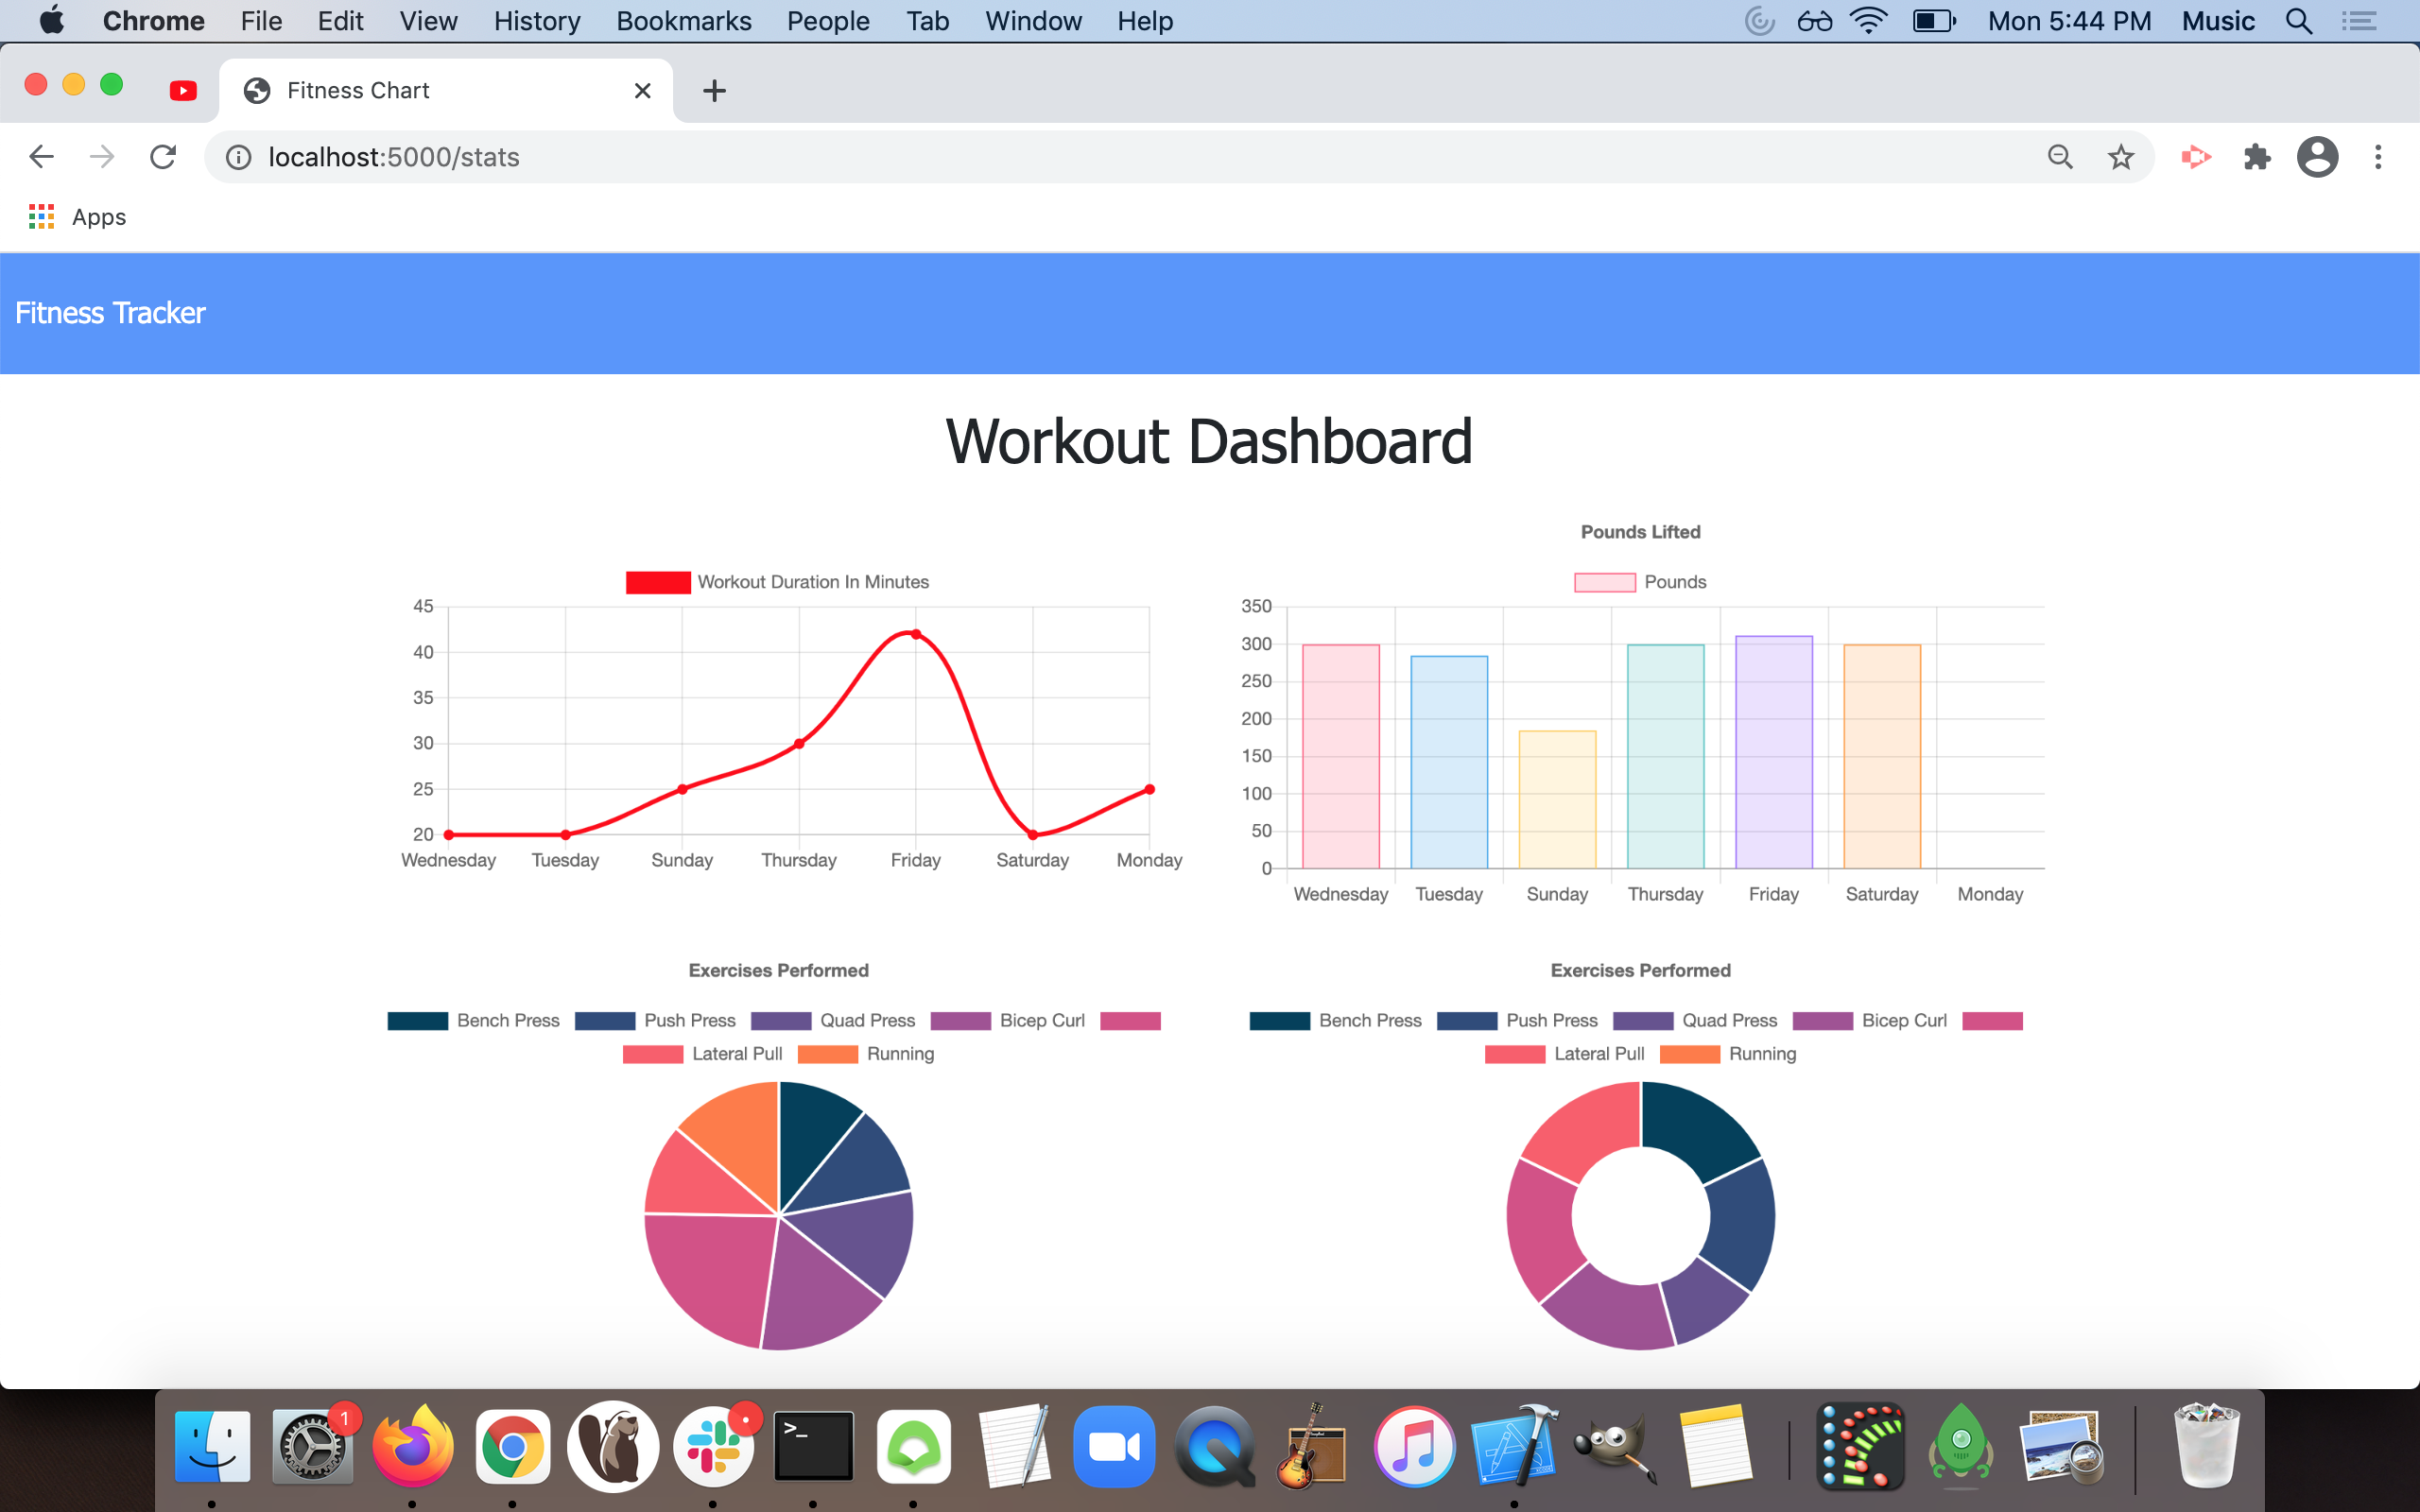 Chrome File Edit View History Bookmarks People Tab Window Help Mon 5:44 PM Music
Fitness Chart
localhost:5000/stats
Apps
Fitness Tracker
Workout Dashboard
Workout Duration In Minutes
45
40
35
30
25
20
Wednesday Tuesday Sunday Thursday Friday Saturday Monday
Pounds Lifted
Pounds
350
300
250
200
150
100
50
0
Wednesday Tuesday Sunday Thursday Friday Saturday Monday
Exercises Performed
Bench Press Push Press Quad Press Bicep Curl
Lateral Pull Running
Exercises Performed
Bench Press Push Press Quad Press Bicep Curl
Lateral Pull Running
1
>_